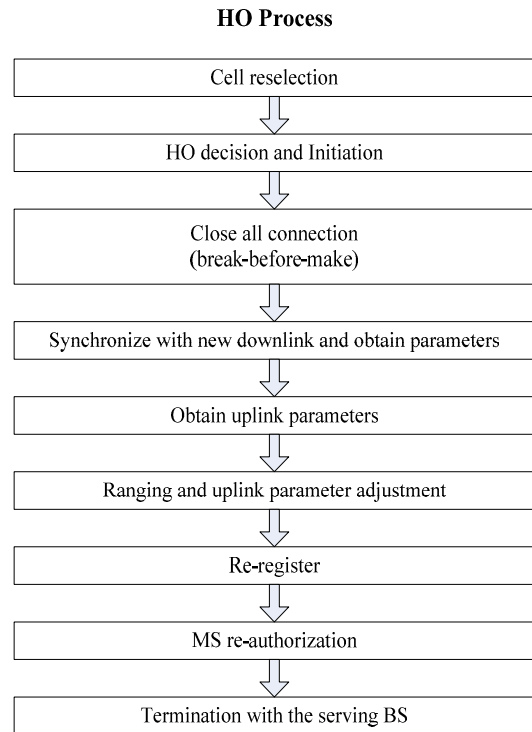 HO Process
Cell reselection
HO decision and Initiation
Close all connection
(break-before-make)
Synchronize with new downlink and obtain parameters
Obtain uplink parameters
Ranging and uplink parameter adjustment
Re-register
MS re-authorization
Termination with the serving BS